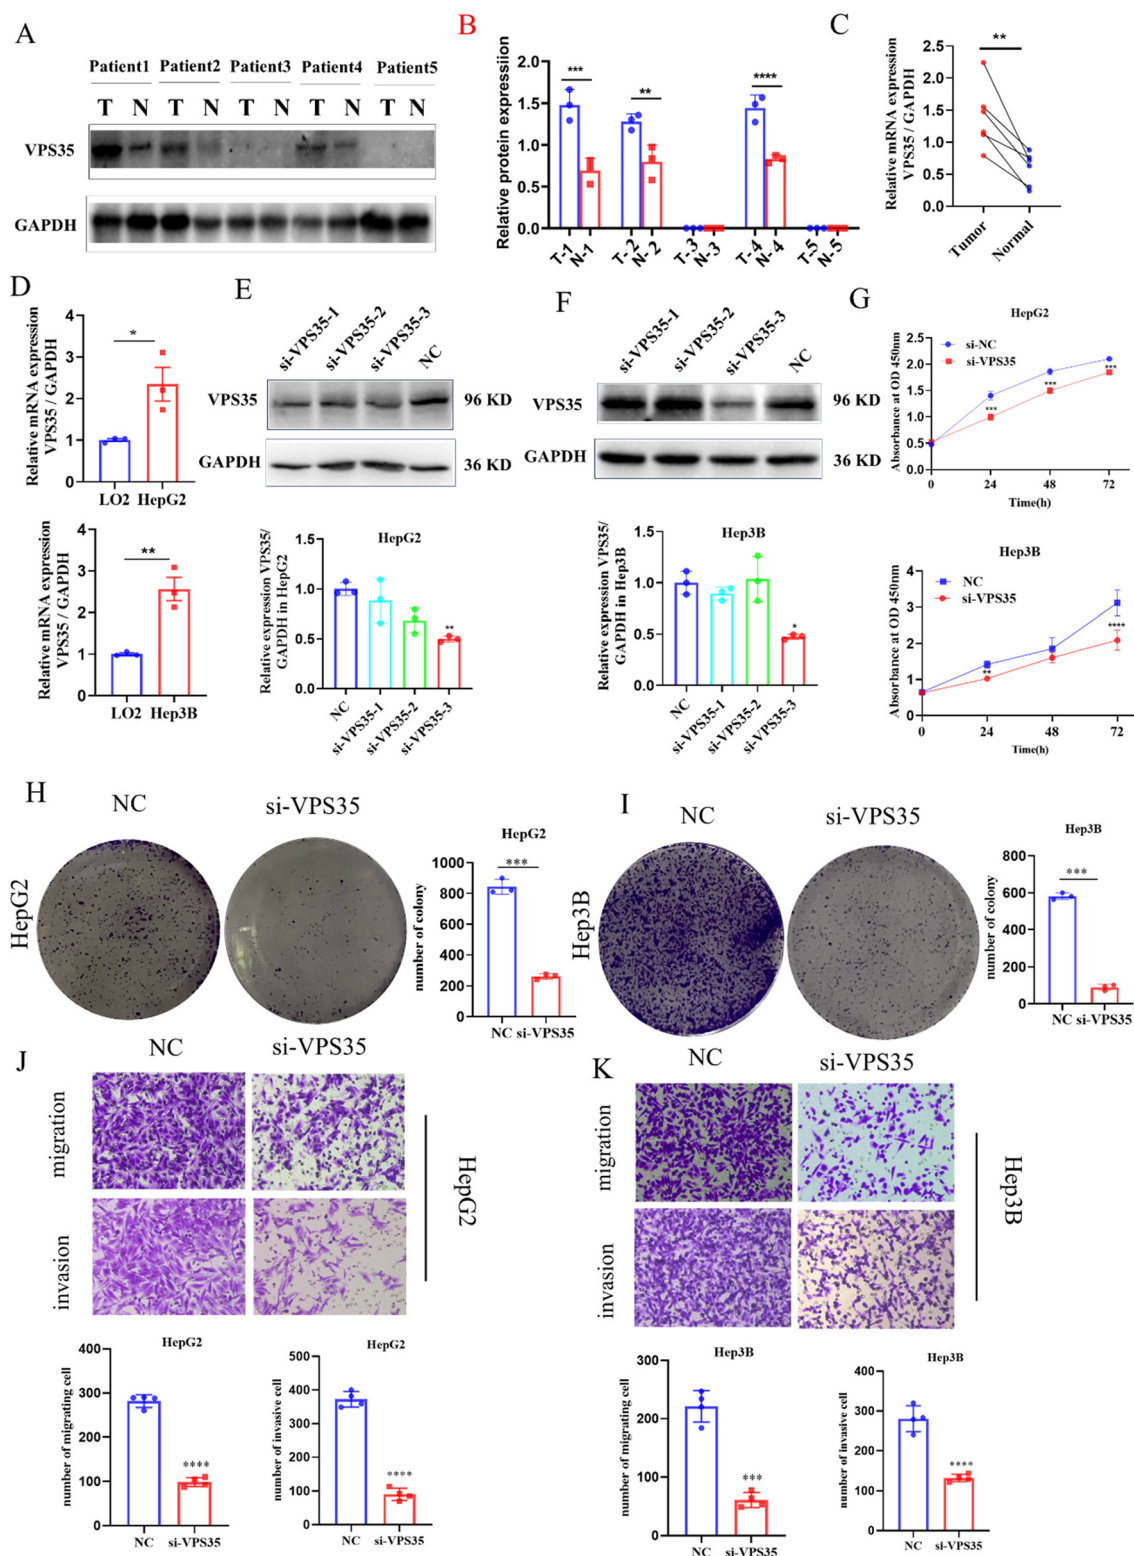 A
Patient1 Patient2 Patient3 Patient4 Patient5
T N T N T N T N T N
VPS35
GAPDH
B
Relative protein expressiion
2.0
1.5
1.0
0.5
0.0
***
**
****
T-1
N-1
T-2
N-2
T-3
N-3
T-4
N-4
T-5
N-5
C
Relative mRNA expression
VPS35 / GAPDH
2.5
2.0
1.5
1.0
0.5
0.0
**
Tumor
Normal
D
Relative mRNA expression
VPS35 / GAPDH
4
3
2
1
0
*
LO2 HepG2
Relative mRNA expression
VPS35 / GAPDH
4
3
2
1
0
**
LO2 Hep3B
E
si-VPS35-1
si-VPS35-2
si-VPS35-3
NC
VPS35
96 KD
GAPDH
36 KD
HepG2
Relative expression VPS35/
GAPDH in HepG2
1.5
1.0
0.5
0.0
**
NC
si-VPS35-1
si-VPS35-2
si-VPS35-3
F
si-VPS35-1
si-VPS35-2
si-VPS35-3
NC
VPS35
96 KD
GAPDH
36 KD
Hep3B
Relative expression VPS35/
GAPDH in Hep3B
1.5
1.0
0.5
0.0
*
NC
si-VPS35-1
si-VPS35-2
si-VPS35-3
G
HepG2
Absorbance at OD 450nm
2.5
2.0
1.5
1.0
0.5
0.0
si-NC
si-VPS35
***
***
***
0 24 48 72
Time(h)
Hep3B
Absorbance at OD 450nm
4
3
2
1
0
NC
si-VPS35
**
****
0 24 48 72
Time(h)
H
NC si-VPS35
HepG2
HepG2
number of colony
1000
800
600
400
200
0
***
NC si-VPS35
I
NC si-VPS35
Hep3B
Hep3B
number of colony
800
600
400
200
0
***
NC si-VPS35
J
NC si-VPS35
migration
invasion
HepG2
HepG2
number of migrating cell
400
300
200
100
0
****
NC si-VPS35
HepG2
number of invasive cell
500
400
300
200
100
0
****
NC si-VPS35
K
NC si-VPS35
migration
invasion
Hep3B
Hep3B
number of migrating cell
300
200
100
0
***
NC si-VPS35
Hep3B
number of invasive cell
400
300
200
100
0
****
NC si-VPS35